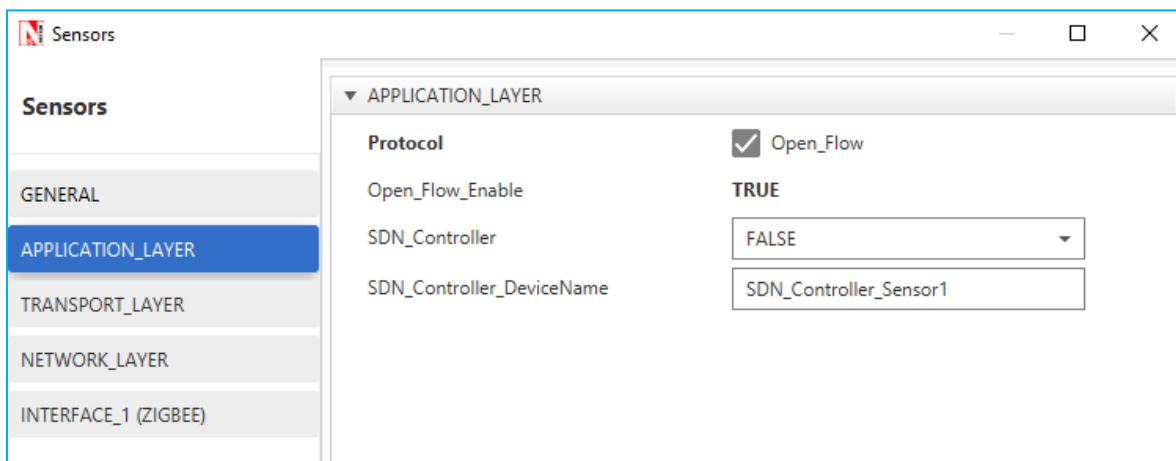 Sensors
Sensors
GENERAL
APPLICATION_LAYER
TRANSPORT_LAYER
NETWORK_LAYER
INTERFACE_1 (ZIGBEE)
APPLICATION_LAYER
Protocol Open_Flow
Open_Flow_Enable TRUE
SDN_Controller FALSE
SDN_Controller_DeviceName SDN_Controller_Sensor1